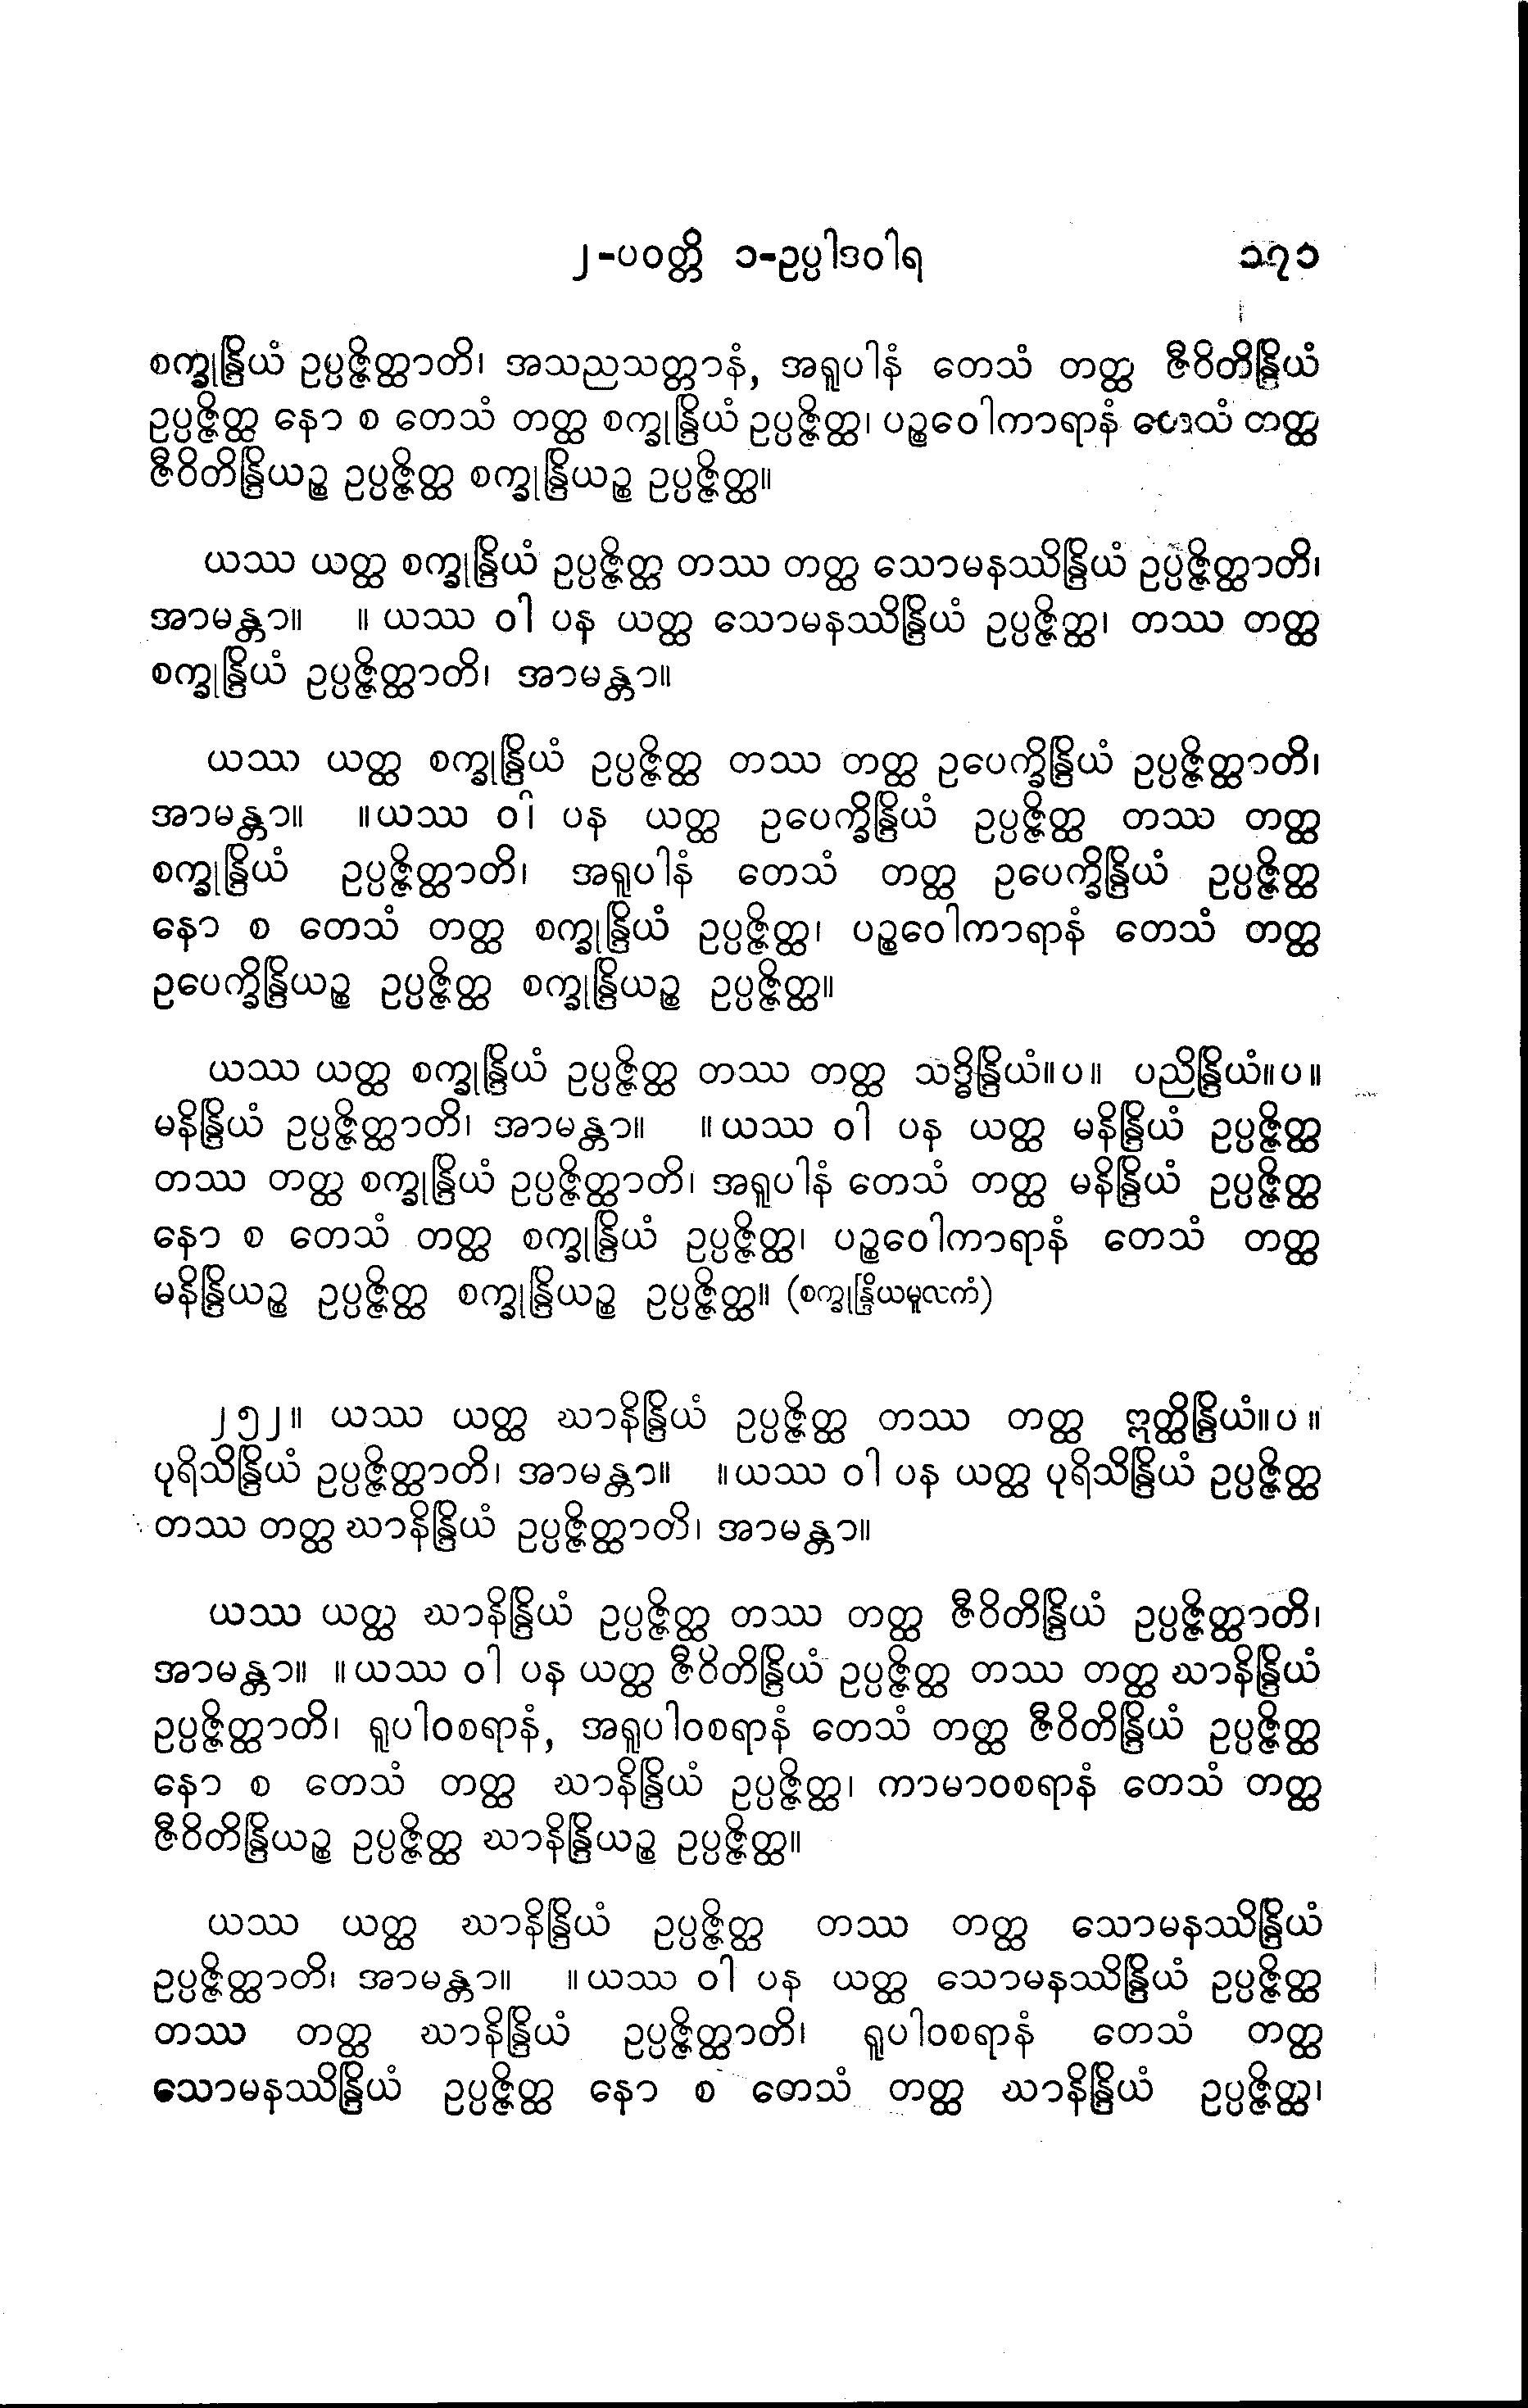 ၂-ပဝတ္တိ ၁-ဥပ္ပါဒဝါရ ၁၇၁
စက္ခုန္ဒြိယံ ဥပ္ပဇ္ဇိတ္ထာတိ၊ အသညသတ္တာနံ, အရူပါနံ တေသံ တတ္ထ ဇီဝိတိန္ဒြိယံ
ဥပ္ပဇ္ဇိတ္ထ နော စ တေသံ တတ္ထ စက္ခုန္ဒြိယံ ဥပ္ပဇ္ဇိတ္ထ၊ ပဉ္စဝေါကာရာနံ တေသံ တတ္ထ
ဇီဝိတိန္ဒြိယဉ္စ ဥပ္ပဇ္ဇိတ္ထ စက္ခုန္ဒြိယဉ္စ ဥပ္ပဇ္ဇိတ္ထ။
ယဿ ယတ္ထ စက္ခုန္ဒြိယံ ဥပ္ပဇ္ဇိတ္ထ တဿ တတ္ထ သောမနဿိန္ဒြိယံ ဥပ္ပဇ္ဇိတ္ထာတိ၊
အာမန္တာ။ ။ ယဿ ဝါ ပန ယတ္ထ သောမနဿိန္ဒြိယံ ဥပ္ပဇ္ဇိတ္ထ၊ တဿ တတ္ထ
စက္ခုန္ဒြိယံ ဥပ္ပဇ္ဇိတ္ထာတိ၊ အာမန္တာ။
ယဿ ယတ္ထ စက္ခုန္ဒြိယံ ဥပ္ပဇ္ဇိတ္ထ တဿ တတ္ထ ဥပေက္ခိန္ဒြိယံ ဥပ္ပဇ္ဇိတ္ထာတိ၊
အာမန္တာ။ ။ယဿ ဝါ ပန ယတ္ထ ဥပေက္ခိန္ဒြိယံ ဥပ္ပဇ္ဇိတ္ထ တဿ တတ္ထ
စက္ခုန္ဒြိယံ ဥပ္ပဇ္ဇိတ္ထာတိ၊ အရူပါနံ တေသံ တတ္ထ ဥပေက္ခိန္ဒြိယံ ဥပ္ပဇ္ဇိတ္ထ
နော စ တေသံ တတ္ထ စက္ခုန္ဒြိယံ ဥပ္ပဇ္ဇိတ္ထ၊ ပဉ္စဝေါကာရာနံ တေသံ တတ္ထ
ဥပေက္ခိန္ဒြိယဉ္စ ဥပ္ပဇ္ဇိတ္ထ စက္ခုန္ဒြိယဉ္စ ဥပ္ပဇ္ဇိတ္ထ။
ယဿ ယတ္ထ စက္ခုန္ဒြိယံ ဥပ္ပဇ္ဇိတ္ထ တဿ တတ္ထ သဒ္ဓိန္ဒြိယံ။ပ။ ပညိန္ဒြိယံ။ပ။
မနိန္ဒြိယံ ဥပ္ပဇ္ဇိတ္ထာတိ၊ အာမန္တာ။ ။ယဿ ဝါ ပန ယတ္ထ မနိန္ဒြိယံ ဥပ္ပဇ္ဇိတ္ထ
တဿ တတ္ထ စက္ခုန္ဒြိယံ ဥပ္ပဇ္ဇိတ္ထာတိ၊ အရူပါနံ တေသံ တတ္ထ မနိန္ဒြိယံ ဥပ္ပဇ္ဇိတ္ထ
နော စ တေသံ တတ္ထ စက္ခုန္ဒြိယံ ဥပ္ပဇ္ဇိတ္ထ၊ ပဉ္စဝေါကာရာနံ တေသံ တတ္ထ
မနိန္ဒြိယဉ္စ ဥပ္ပဇ္ဇိတ္ထ စက္ခုန္ဒြိယဉ္စ ဥပ္ပဇ္ဇိတ္ထ။ (စက္ခုန္ဒြိယမူလကံ)
၂၅၂။ ယဿ ယတ္ထ ဃာနိန္ဒြိယံ ဥပ္ပဇ္ဇိတ္ထ တဿ တတ္ထ ဣတ္ထိန္ဒြိယံ။ပ။
ပုရိသိန္ဒြိယံ ဥပ္ပဇ္ဇိတ္ထာတိ၊ အာမန္တာ။ ။ယဿ ဝါ ပန ယတ္ထ ပုရိသိန္ဒြိယံ ဥပ္ပဇ္ဇိတ္ထ
တဿ တတ္ထ ဃာနိန္ဒြိယံ ဥပ္ပဇ္ဇိတ္ထာတိ၊ အာမန္တာ။
ယဿ ယတ္ထ ဃာနိန္ဒြိယံ ဥပ္ပဇ္ဇိတ္ထ တဿ တတ္ထ ဇီဝိတိန္ဒြိယံ ဥပ္ပဇ္ဇိတ္ထာတိ၊
အာမန္တာ။ ။ယဿ ဝါ ပန ယတ္ထ ဇီဝိတိန္ဒြိယံ ဥပ္ပဇ္ဇိတ္ထ တဿ တတ္ထ ဃာနိန္ဒြိယံ
ဥပ္ပဇ္ဇိတ္ထာတိ၊ ရူပါဝစရာနံ, အရူပါဝစရာနံ တေသံ တတ္ထ ဇီဝိတိန္ဒြိယံ ဥပ္ပဇ္ဇိတ္ထ
နော စ တေသံ တတ္ထ ဃာနိန္ဒြိယံ ဥပ္ပဇ္ဇိတ္ထ၊ ကာမာဝစရာနံ တေသံ တတ္ထ
ဇီဝိတိန္ဒြိယဉ္စ ဥပ္ပဇ္ဇိတ္ထ ဃာနိန္ဒြိယဉ္စ ဥပ္ပဇ္ဇိတ္ထ။
ယဿ ယတ္ထ ဃာနိန္ဒြိယံ ဥပ္ပဇ္ဇိတ္ထ တဿ တတ္ထ သောမနဿိန္ဒြိယံ
ဥပ္ပဇ္ဇိတ္ထာတိ၊ အာမန္တာ။ ။ယဿ ဝါ ပန ယတ္ထ သောမနဿိန္ဒြိယံ ဥပ္ပဇ္ဇိတ္ထ
တဿ တတ္ထ ဃာနိန္ဒြိယံ ဥပ္ပဇ္ဇိတ္ထာတိ၊ ရူပါဝစရာနံ တေသံ တတ္ထ
သောမနဿိန္ဒြိယံ ဥပ္ပဇ္ဇိတ္ထ နော စ တေသံ တတ္ထ ဃာနိန္ဒြိယံ ဥပ္ပဇ္ဇိတ္ထ၊